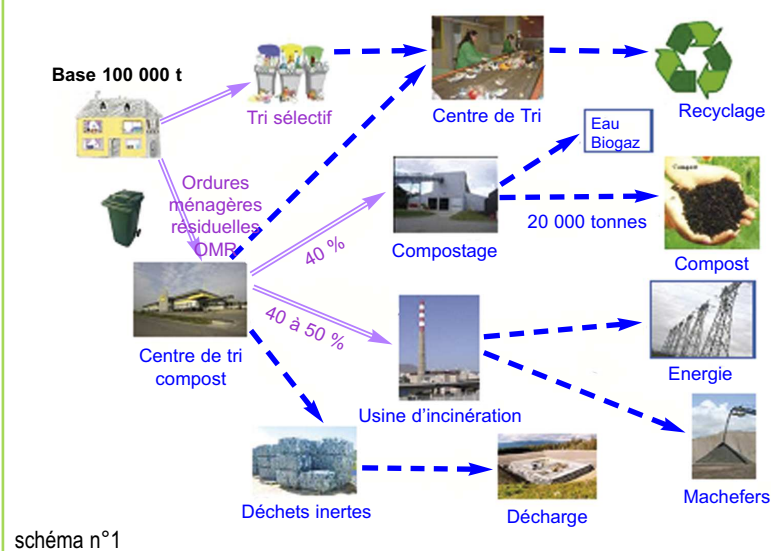 Base 100 000 t
Tri sélectif
Centre de Tri
Recyclage
Eau
Biogaz
Compost
Ordures
ménagères
résiduelles
OMR
40 %
Compostage
20 000 tonnes
Compost
Centre de tri
compost
40 à 50 %
Usine d'incinération
Energie
Machefers
Déchets inertes
Décharge
schéma n°1